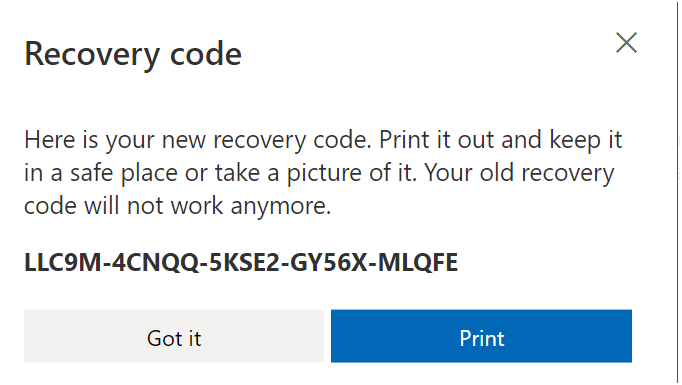 Recovery code
Here is your new recovery code. Print it out and keep it
in a safe place or take a picture of it. Your old recovery
code will not work anymore.
LLC9M-4CNQQ-5KSE2-GY56X-MLQFE
Got it
Print